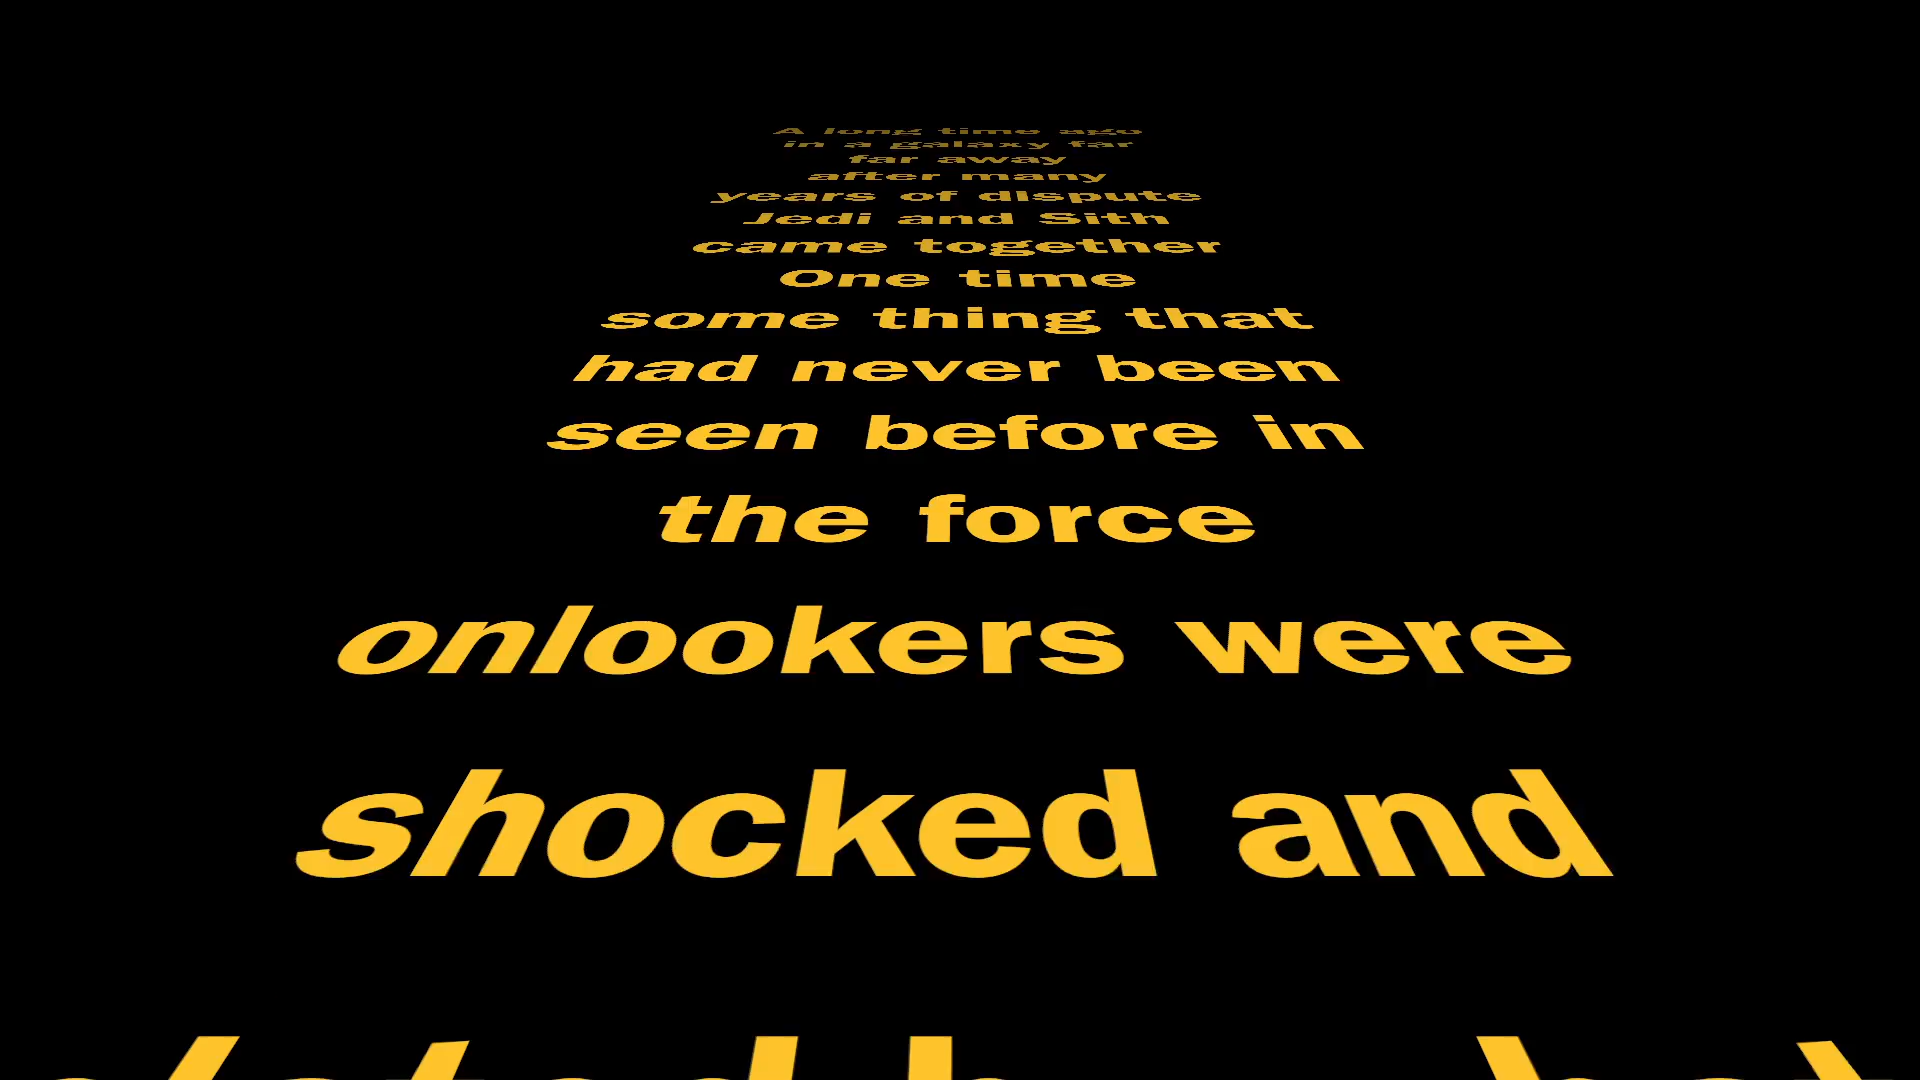 A long time ago
in a galaxy far
far away
after many
years of dispute
Jedi and Sith
came together
One time
some thing that
had never been
seen before in
the force
onlookers were
shocked and